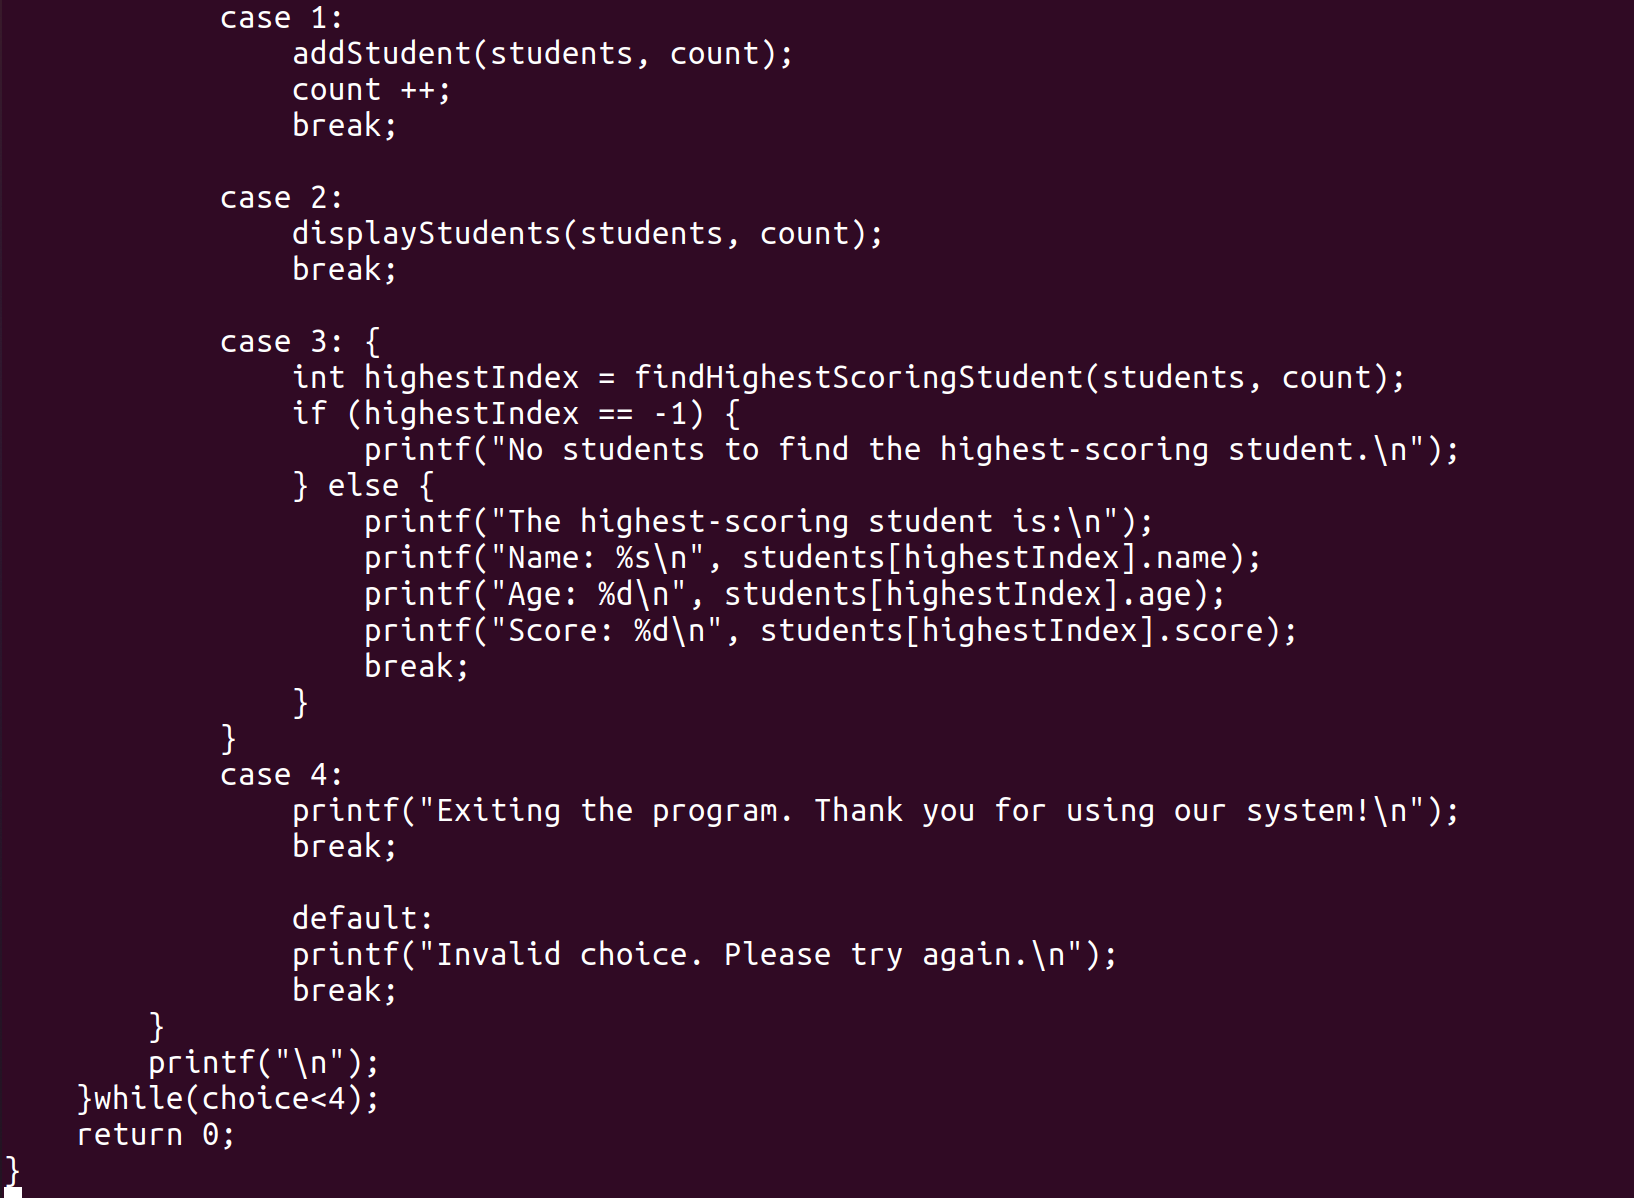 case 1:
addStudent(students, count);
count ++;
break;
case 2:
displayStudents(students, count);
break;
case 3: {
int highestIndex = findHighestScoringStudent(students, count);
if (highestIndex == -1) {
printf("No students to find the highest-scoring student.\n");
} else {
printf("The highest-scoring student is:\n");
printf("Name: %s\n", students[highestIndex].name);
printf("Age: %d\n", students[highestIndex].age);
printf("Score: %d\n", students[highestIndex].score);
break;
}
}
case 4:
printf("Exiting the program. Thank you for using our system!\n");
break;
default:
printf("Invalid choice. Please try again.\n");
break;
}
printf("\n");
}while(choice<4);
return 0;
}